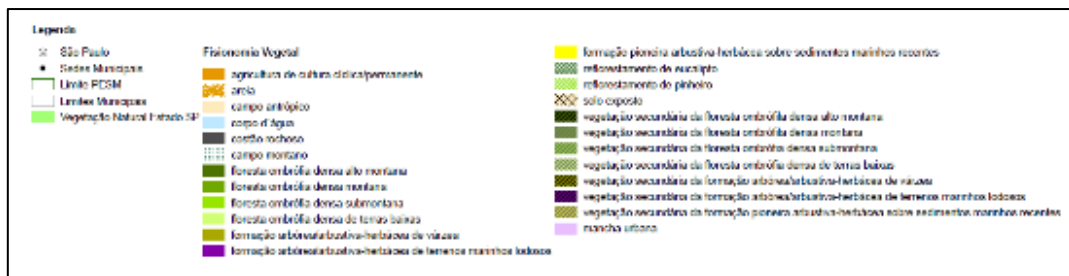 Legenda
São Paulo
Sedes Municipais
Limite PESM
Limites Municipais
Vegetação Natural Estado SP
Fisionomia Vegetal
agricultura de cultura cíclica/permanente
areia
campo antrópico
corpo d'água
costão rochoso
campo montano
floresta ombrófila densa alto montana
floresta ombrófila densa montana
floresta ombrófila densa submontana
floresta ombrófila densa de terras baixas
formação arbórea/arbustiva-herbácea de várzea
formação arbórea/arbustiva-herbácea de terrenos marinhos lodosos
formação pioneira arbustiva-herbácea sobre sedimentos marinhos recentes
reflorestamento de eucalipto
reflorestamento de pinheiro
solo exposto
vegetação secundária da floresta ombrófila densa alto montana
vegetação secundária da floresta ombrófila densa montana
vegetação secundária da floresta ombrófila densa submontana
vegetação secundária da floresta ombrófila densa de terras baixas
vegetação secundária da formação arbórea/arbustiva-herbácea de várzea
vegetação secundária da formação arbórea/arbustiva-herbácea de terrenos marinhos lodosos
vegetação secundária da formação pioneira arbustiva-herbácea sobre sedimentos marinhos recentes
mancha urbana